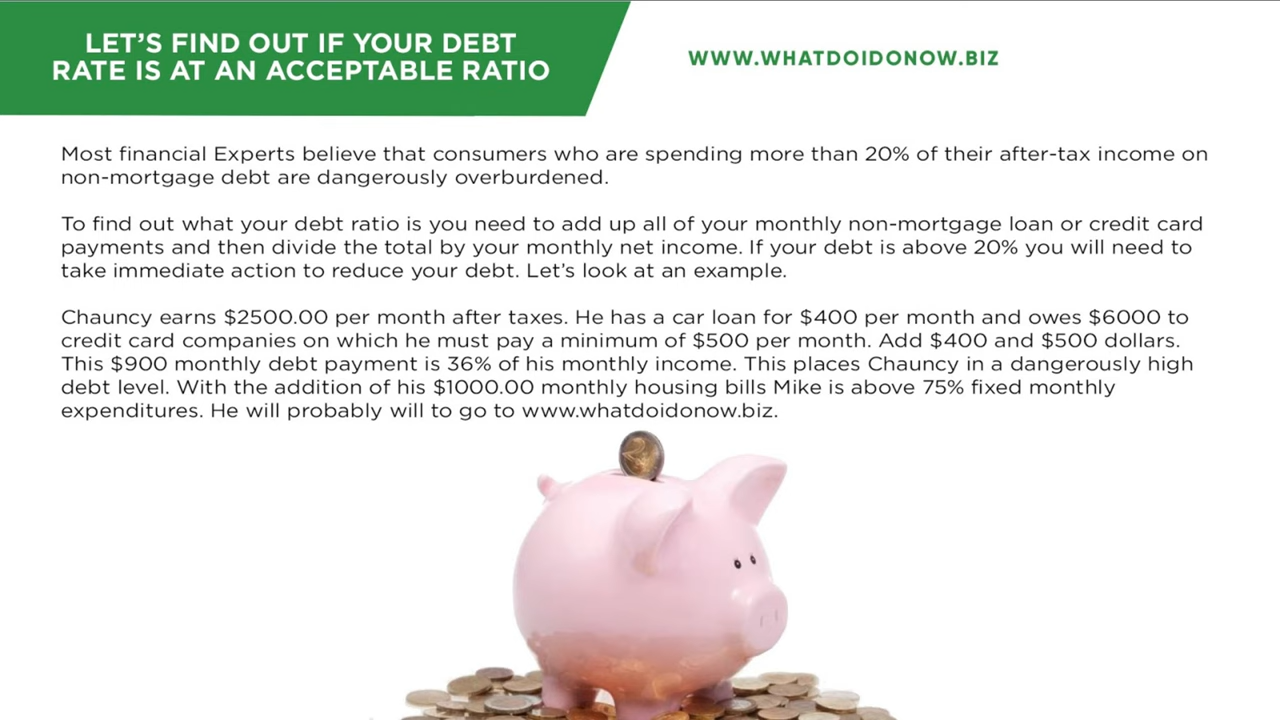 LET'S FIND OUT IF YOUR DEBT
RATE IS AT AN ACCEPTABLE RATIO
WWW.WHATDOIDONOW.BIZ
Most financial Experts believe that consumers who are spending more than 20% of their after-tax income on
non-mortgage debt are dangerously overburdened.
To find out what your debt ratio is you need to add up all of your monthly non-mortgage loan or credit card
payments and then divide the total by your monthly net income. If your debt is above 20% you will need to
take immediate action to reduce your debt. Let's look at an example.
Chauncy earns $2500.00 per month after taxes. He has a car loan for $400 per month and owes $6000 to
credit card companies on which he must pay a minimum of $500 per month. Add $400 and $500 dollars.
This $900 monthly debt payment is 36% of his monthly income. This places Chauncy in a dangerously high
debt level. With the addition of his $1000.00 monthly housing bills Mike is above 75% fixed monthly
expenditures. He will probably will to go to www.whatdoidonow.biz.
2